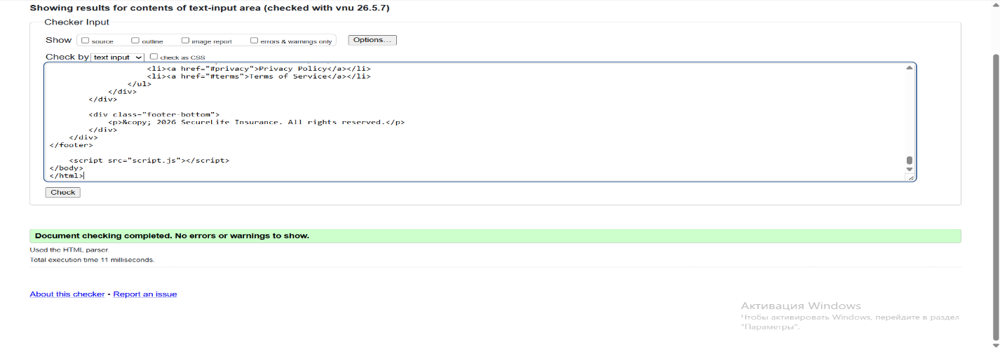 Showing results for contents of text-input area (checked with vnu 26.5.7)
Checker Input
Show source outline image report errors & warnings only Options...
Check by text input check as CSS
<li><a href="#privacy">Privacy Policy</a></li>
<li><a href="#terms">Terms of Service</a></li>
</ul>
</div>
</div>
<div class="footer-bottom">
<p>&copy; 2026 SecureLife Insurance. All rights reserved.</p>
</div>
</div>
</footer>
<script src="script.js"></script>
</body>
</html>
Check
Document checking completed. No errors or warnings to show.
Used the HTML parser.
Total execution time 11 milliseconds.
About this checker • Report an issue
Активация Windows
Чтобы активировать Windows, перейдите в раздел
"Параметры".